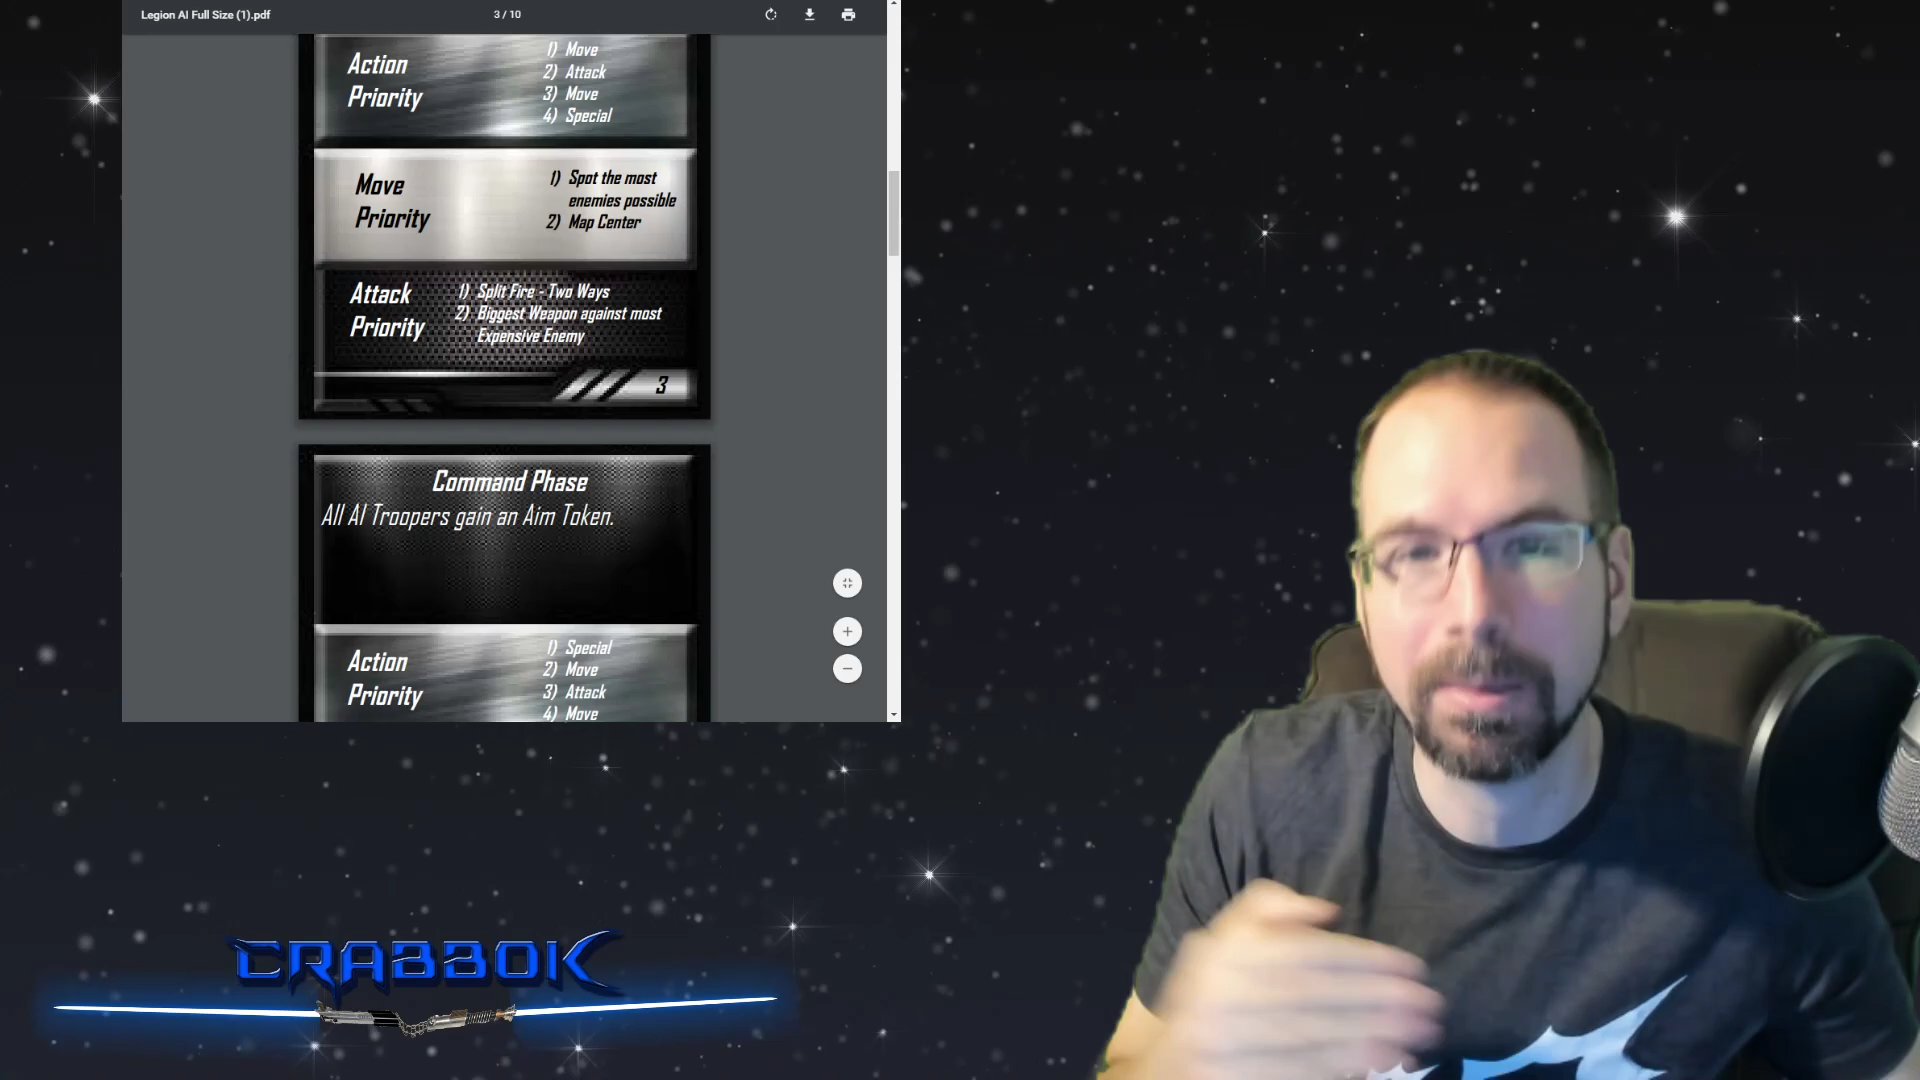 Legion AI Full Size (1).pdf
3 / 10
Action
Priority
1) Move
2) Attack
3) Move
4) Special
Move
Priority
1) Spot the most
enemies possible
2) Map Center
Attack
Priority
1) Split Fire - Two Ways
2) Biggest Weapon against most
Expensive Enemy
3
Command Phase
All AI Troopers gain an Aim Token.
Action
Priority
1) Special
2) Move
3) Attack
4) Move
CRABBOK